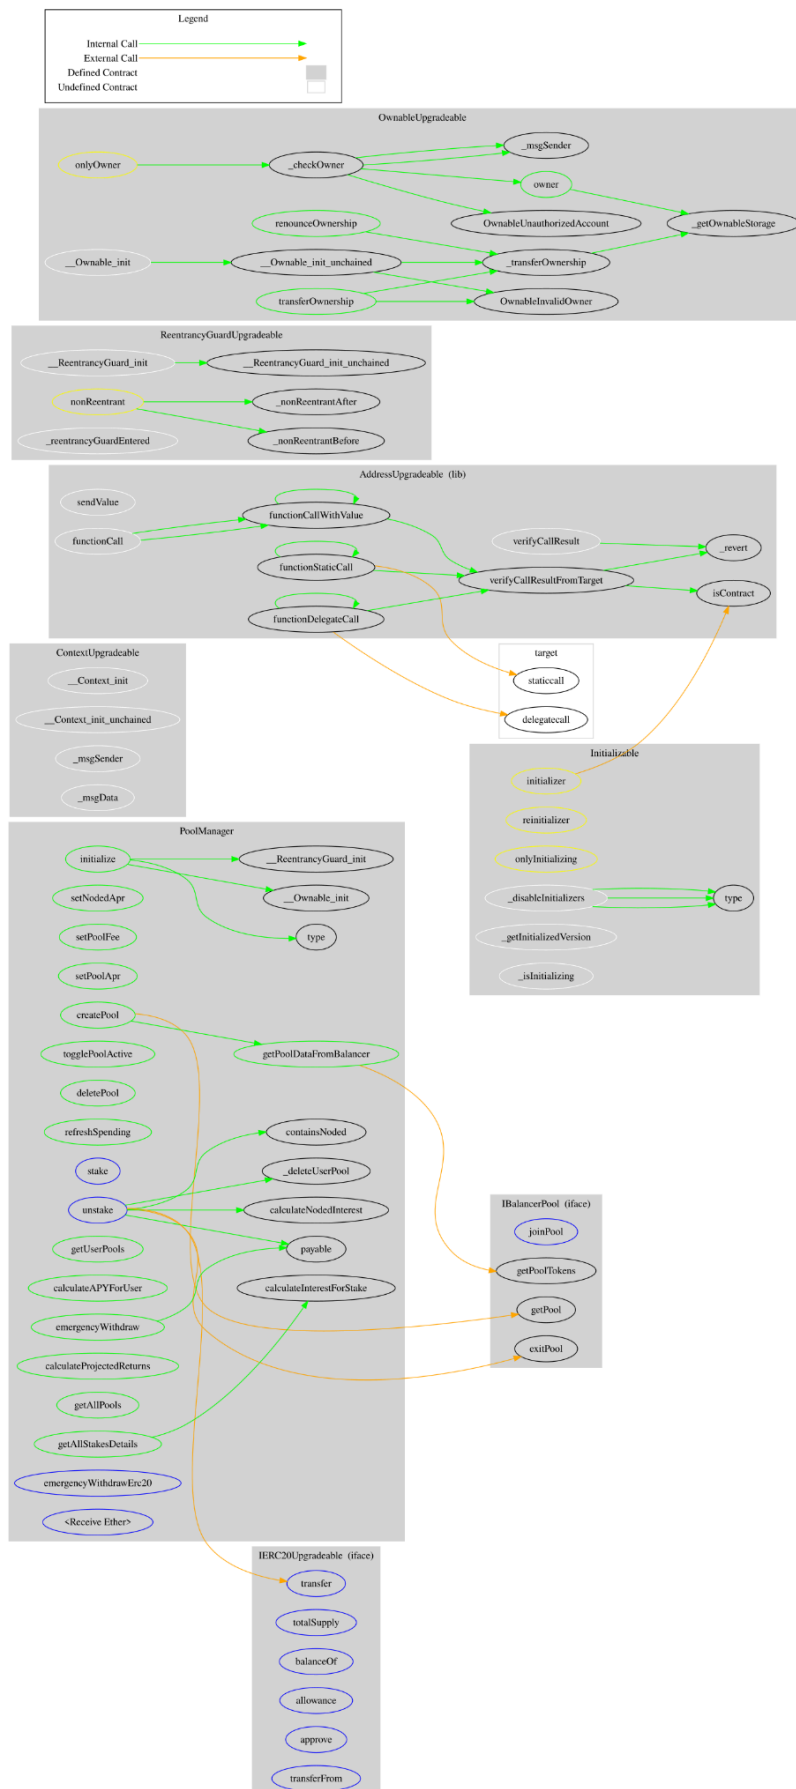 Legend
Internal Call
External Call
Defined Contract
Undefined Contract
OwnableUpgradeable
onlyOwner
_checkOwner
_msgSender
owner
renounceOwnership
OwnableUnauthorizedAccount
_getOwnableStorage
__Ownable_init
__Ownable_init_unchained
_transferOwnership
transferOwnership
OwnableInvalidOwner
ReentrancyGuardUpgradeable
__ReentrancyGuard_init
__ReentrancyGuard_init_unchained
nonReentrant
_nonReentrantAfter
_reentrancyGuardEntered
_nonReentrantBefore
AddressUpgradeable (lib)
sendValue
functionCallWithValue
functionCall
verifyCallResult
_revert
functionStaticCall
verifyCallResultFromTarget
isContract
functionDelegateCall
ContextUpgradeable
__Context_init
__Context_init_unchained
_msgSender
_msgData
target
staticcall
delegatecall
Initializable
initializer
reinitializer
onlyInitializing
_disableInitializers
type
_getInitializedVersion
_isInitializing
PoolManager
initialize
__ReentrancyGuard_init
setNodedApr
__Ownable_init
setPoolFee
type
setPoolApr
createPool
togglePoolActive
getPoolDataFromBalancer
deletePool
refreshSpending
containsNoded
stake
_deleteUserPool
unstake
calculateNodedInterest
getUserPools
payable
calculateAPYForUser
calculateInterestForStake
emergencyWithdraw
calculateProjectedReturns
getAllPools
getAllStakesDetails
emergencyWithdrawErc20
<Receive Ether>
IBalancerPool (iface)
joinPool
getPoolTokens
getPool
exitPool
IERC20Upgradeable (iface)
transfer
totalSupply
balanceOf
allowance
approve
transferFrom